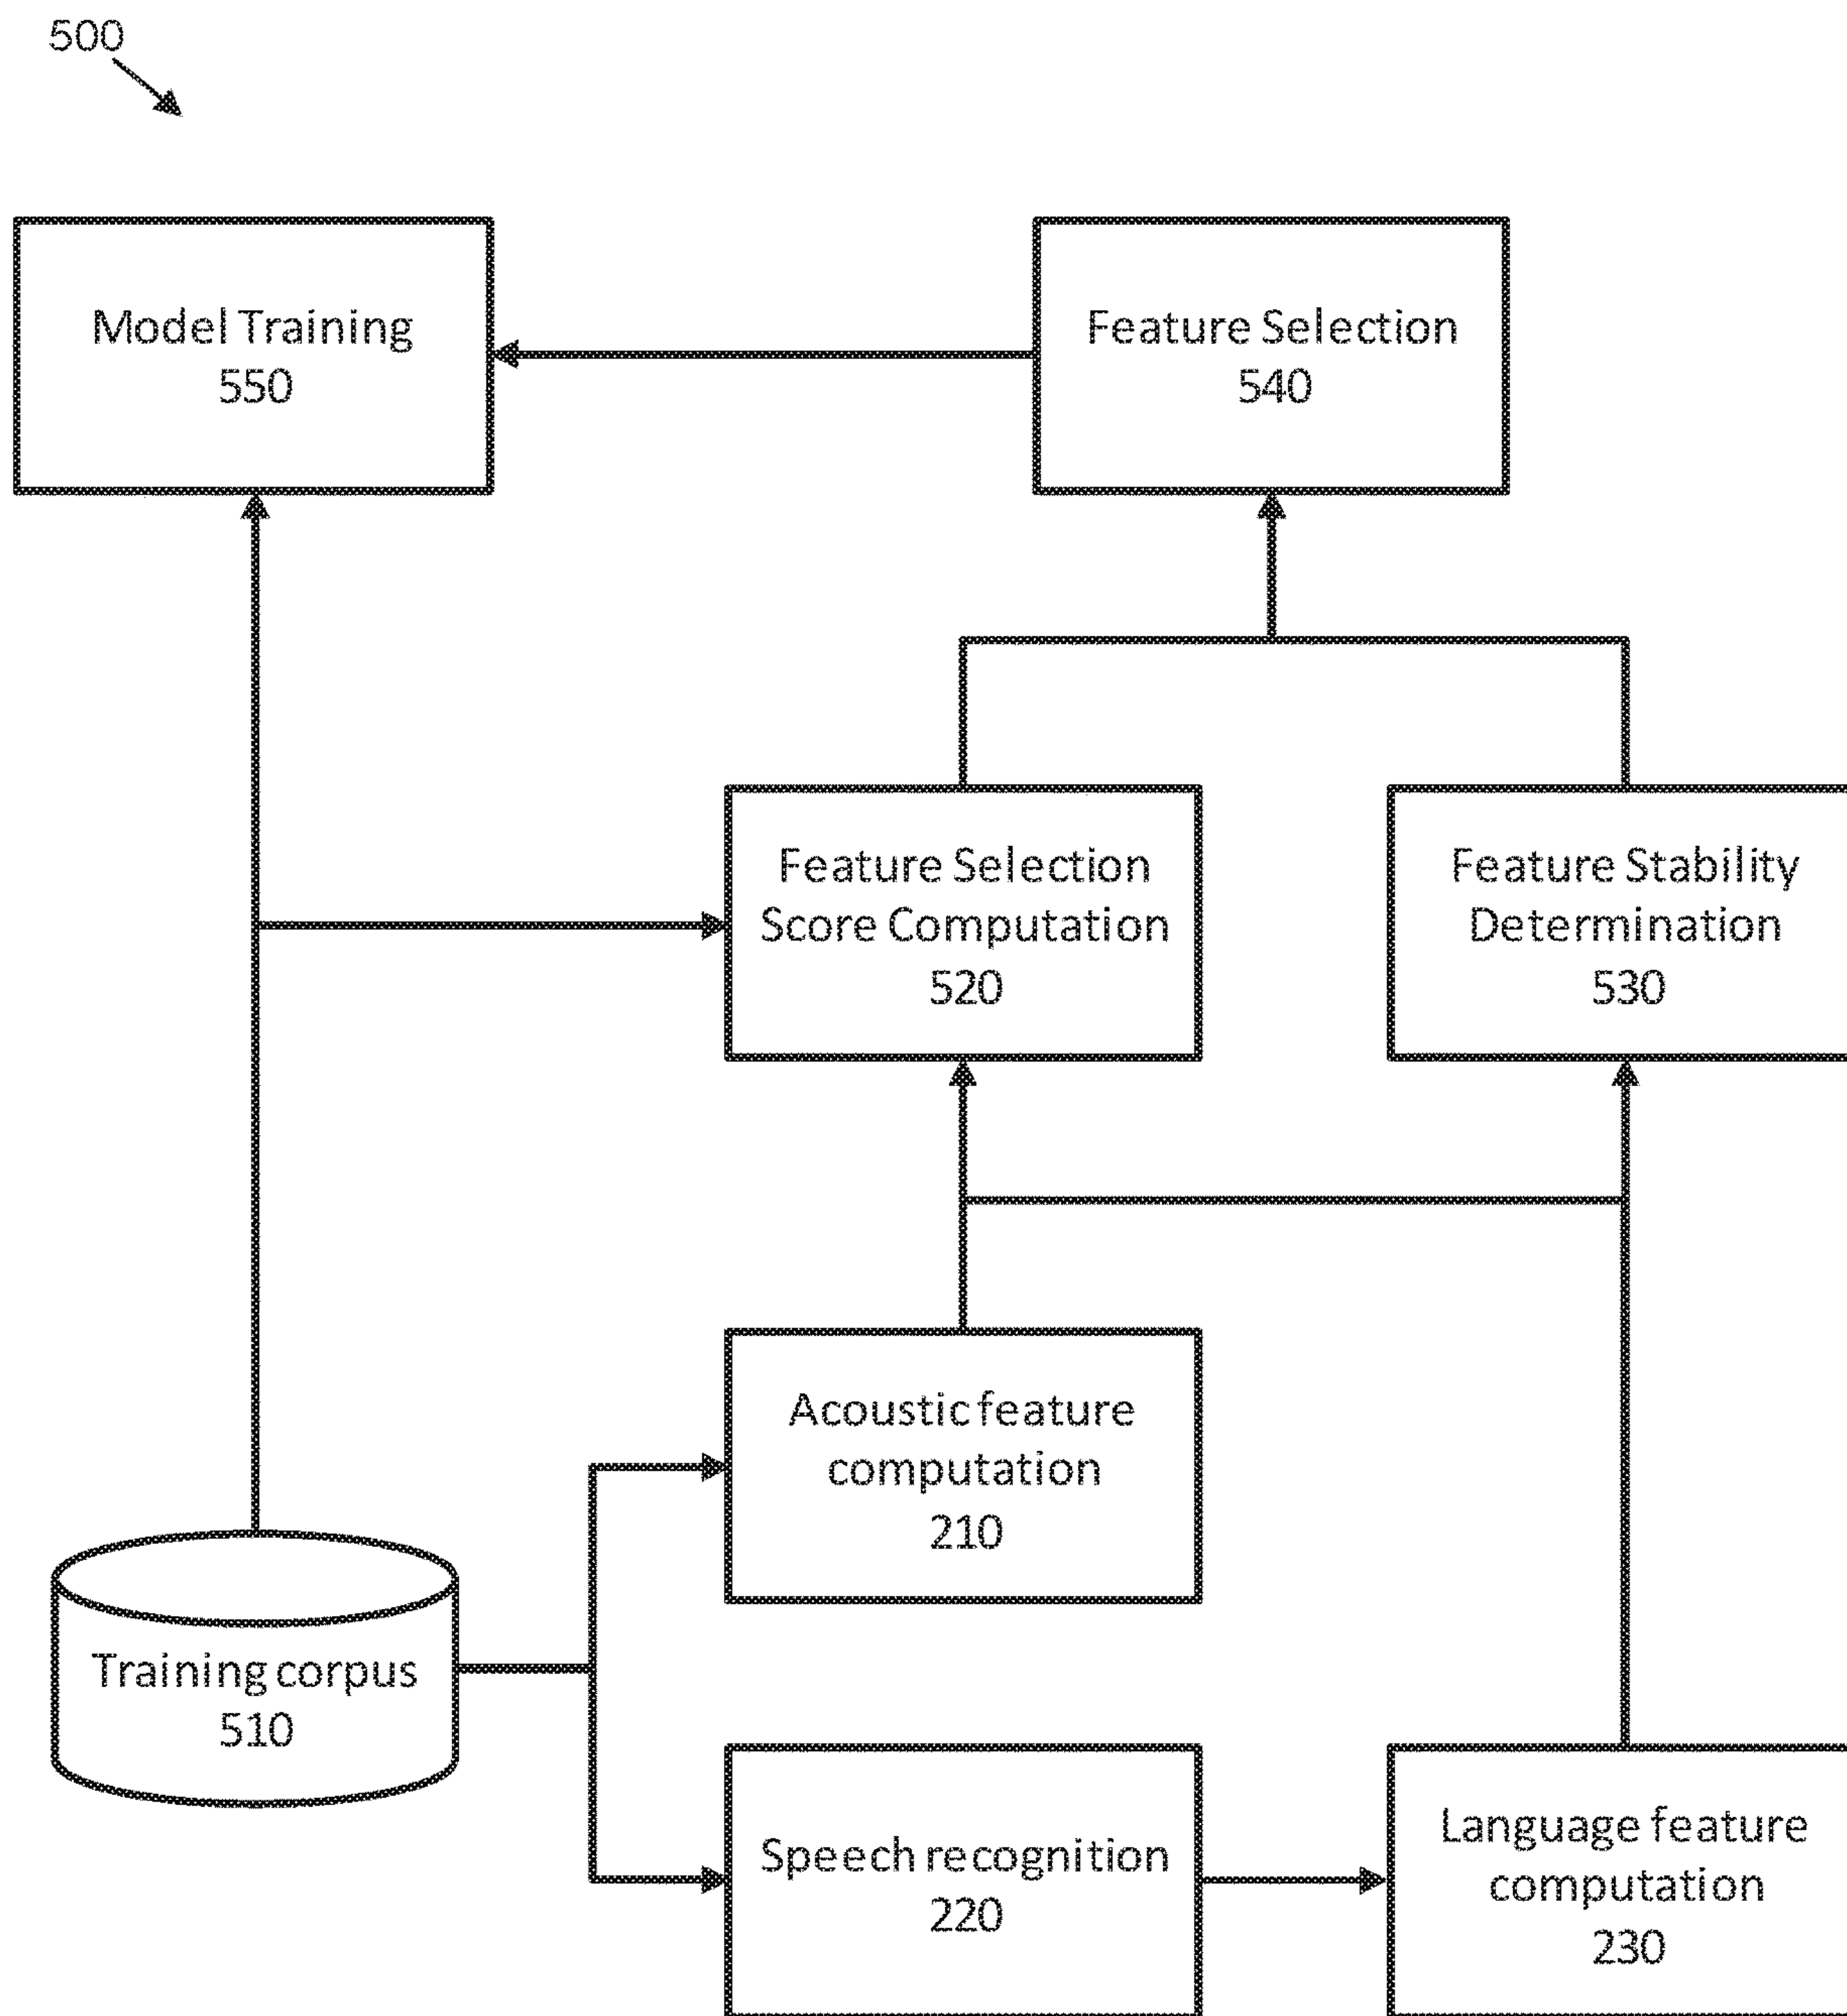 500
Model Training
550
Feature Selection
540
Feature Selection
Score Computation
520
Feature Stability
Determination
530
Acoustic feature
computation
210
Training corpus
510
Speech recognition
220
Language feature
computation
230